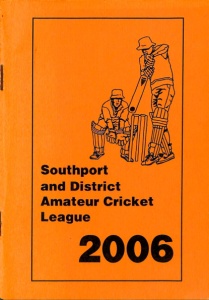 Southport
and District
Amateur Cricket
League
2006